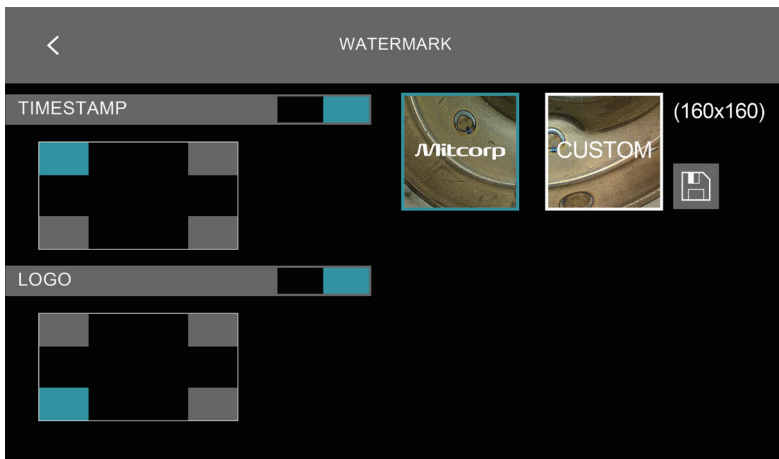 WATERMARK
TIMESTAMP
Mitcorp
CUSTOM
(160x160)
LOGO